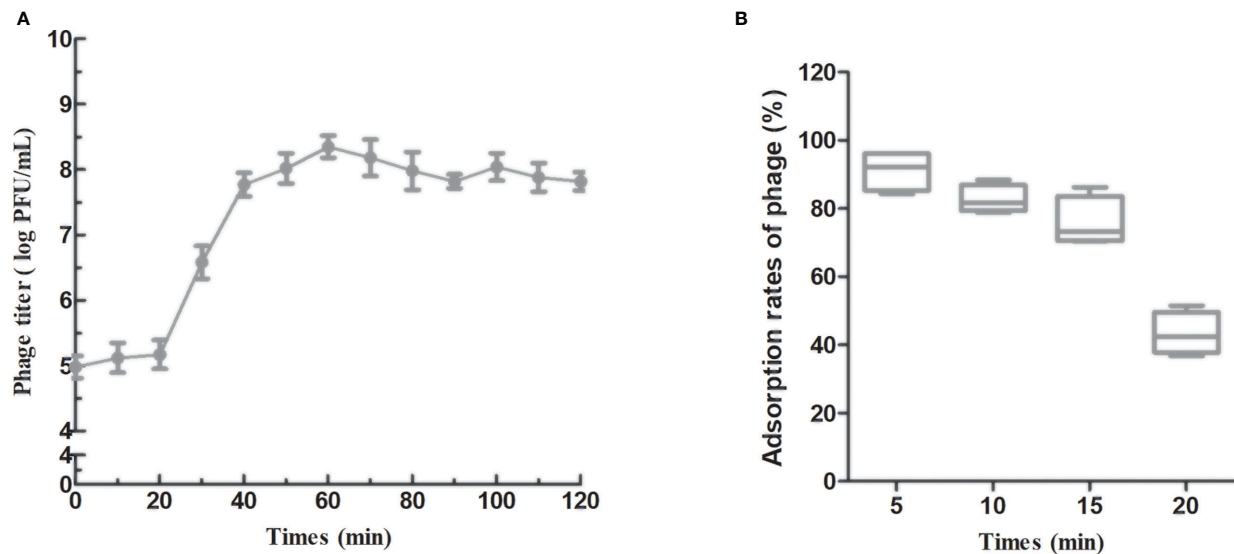 A
Phage titer ( log PFU/mL)
10
9
8
7
6
5
4
4
0
0 20 40 60 80 100 120
Times (min)
B
Adsorption rates of phage (%)
120
100
80
60
40
20
0
5 10 15 20
Times (min)